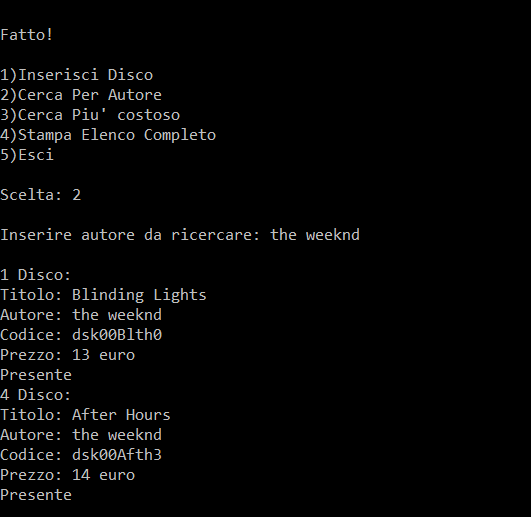 Fatto!
1)Inserisci Disco
2)Cerca Per Autore
3)Cerca Piu' costoso
4)Stampa Elenco Completo
5)Esci
Scelta: 2
Inserire autore da ricercare: the weeknd
1 Disco:
Titolo: Blinding Lights
Autore: the weeknd
Codice: dsk00Blth0
Prezzo: 13 euro
Presente
4 Disco:
Titolo: After Hours
Autore: the weeknd
Codice: dsk00Afth3
Prezzo: 14 euro
Presente